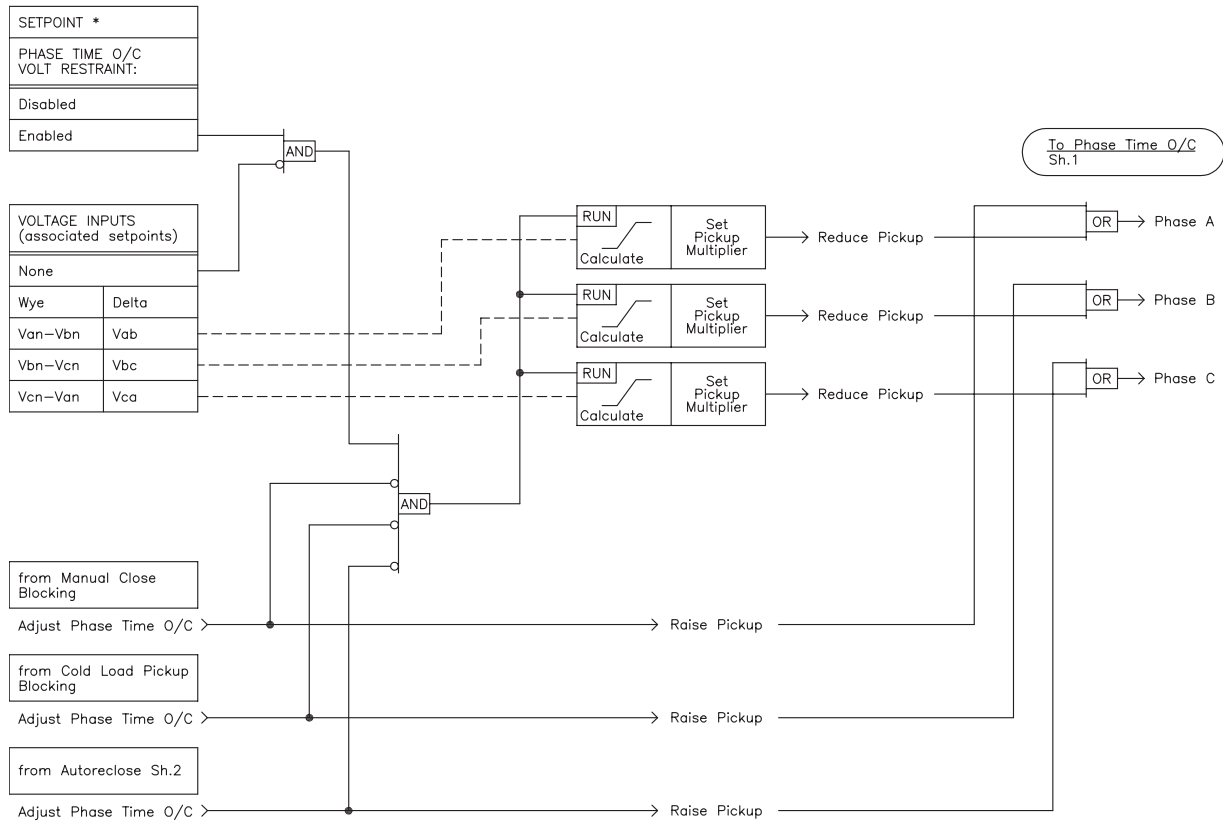 SETPOINT *
PHASE TIME O/C
VOLT RESTRAINT:
Disabled
Enabled
AND
To Phase Time O/C
Sh.1
VOLTAGE INPUTS
(associated setpoints)
None
Wye Delta
Van-Vbn Vab
Vbn-Vcn Vbc
Vcn-Van Vca
RUN
Calculate
Set
Pickup
Multiplier
Reduce Pickup
OR
Phase A
RUN
Calculate
Set
Pickup
Multiplier
Reduce Pickup
OR
Phase B
RUN
Calculate
Set
Pickup
Multiplier
Reduce Pickup
OR
Phase C
AND
from Manual Close
Blocking
Adjust Phase Time O/C
Raise Pickup
from Cold Load Pickup
Blocking
Adjust Phase Time O/C
Raise Pickup
from Autoreclose Sh.2
Adjust Phase Time O/C
Raise Pickup